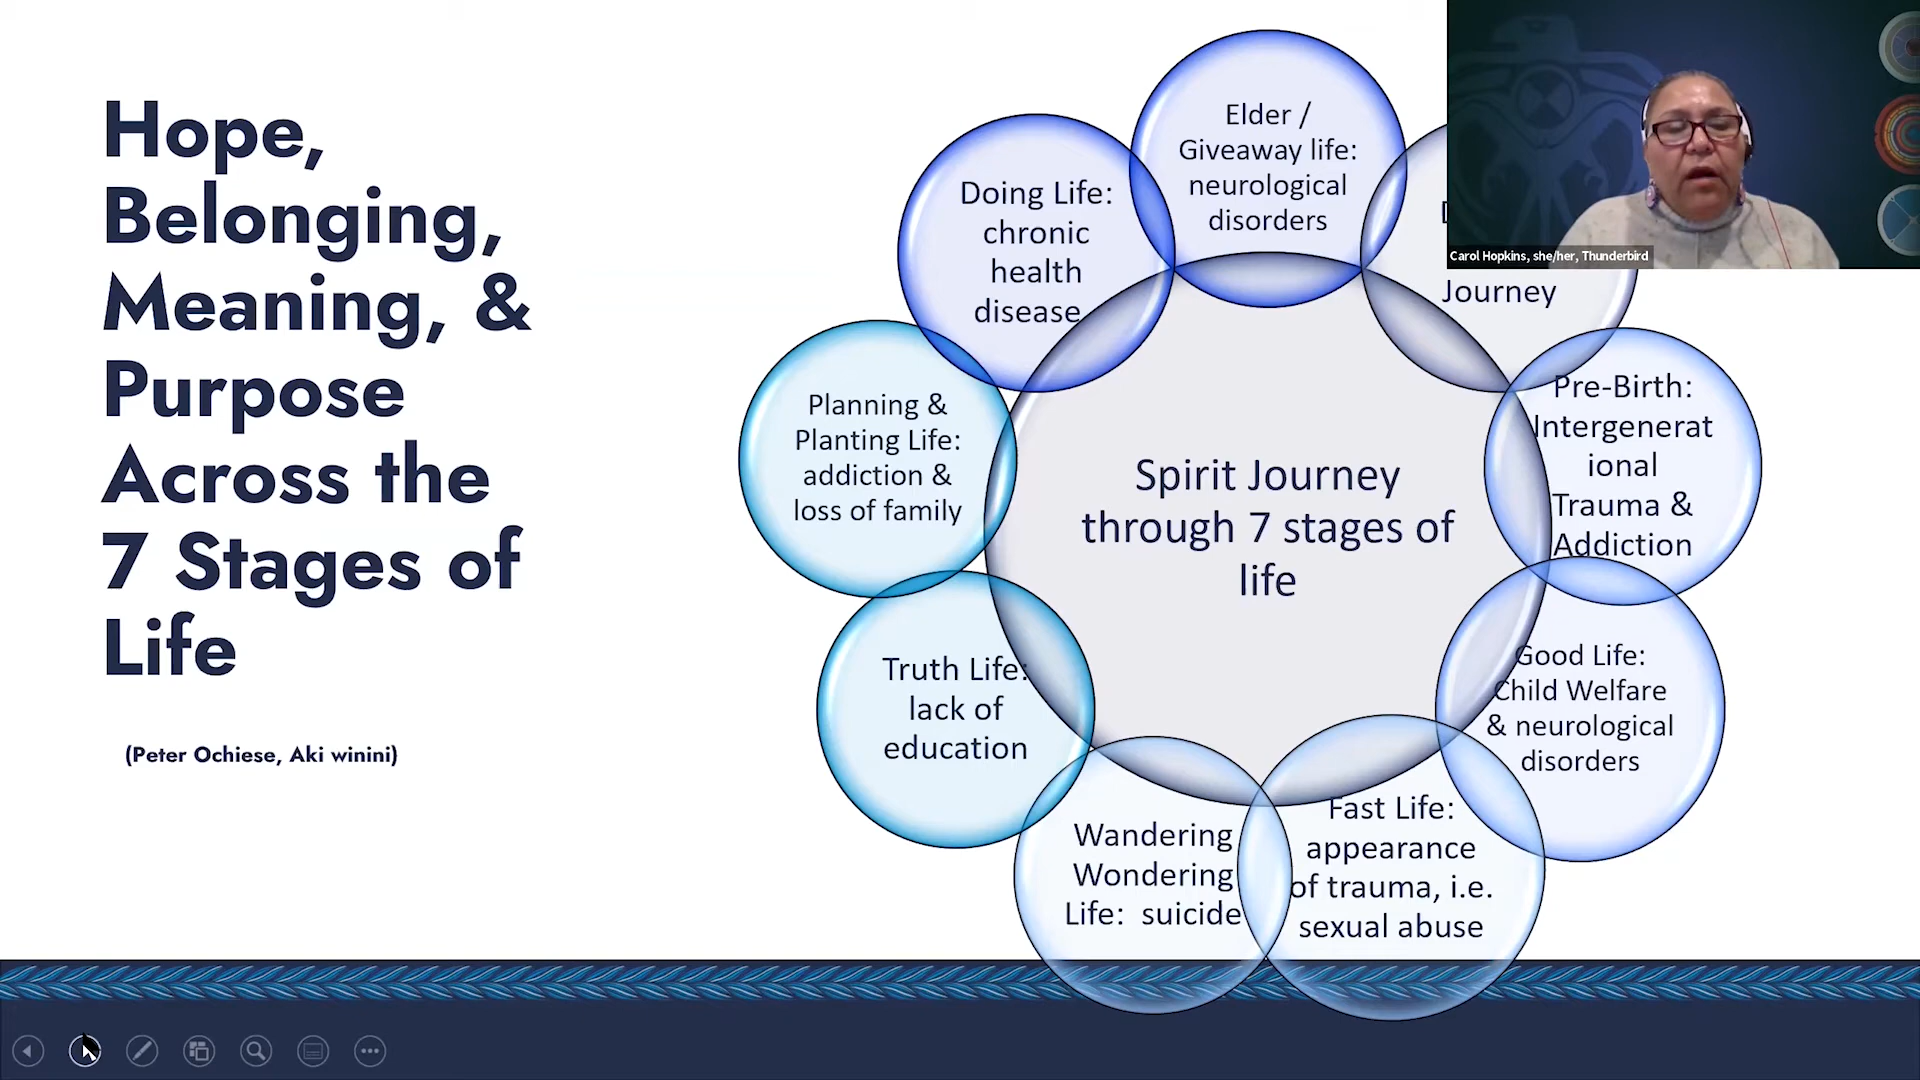 Hope,
Belonging,
Meaning, &
Purpose
Across the
7 Stages of
Life
(Peter Ochiese, Aki winini)
Elder /
Giveaway life:
neurological
disorders
Journey
Pre-Birth:
Intergenerat
ional
Trauma &
Addiction
Good Life:
Child Welfare
& neurological
disorders
Fast Life:
appearance
of trauma, i.e.
sexual abuse
Wandering
Wondering
Life:  suicide
Truth Life:
lack of
education
Planning &
Planting Life:
addiction &
loss of family
Doing Life:
chronic
health
disease
Spirit Journey
through 7 stages of
life
Carol Hopkins, she/her, Thunderbird